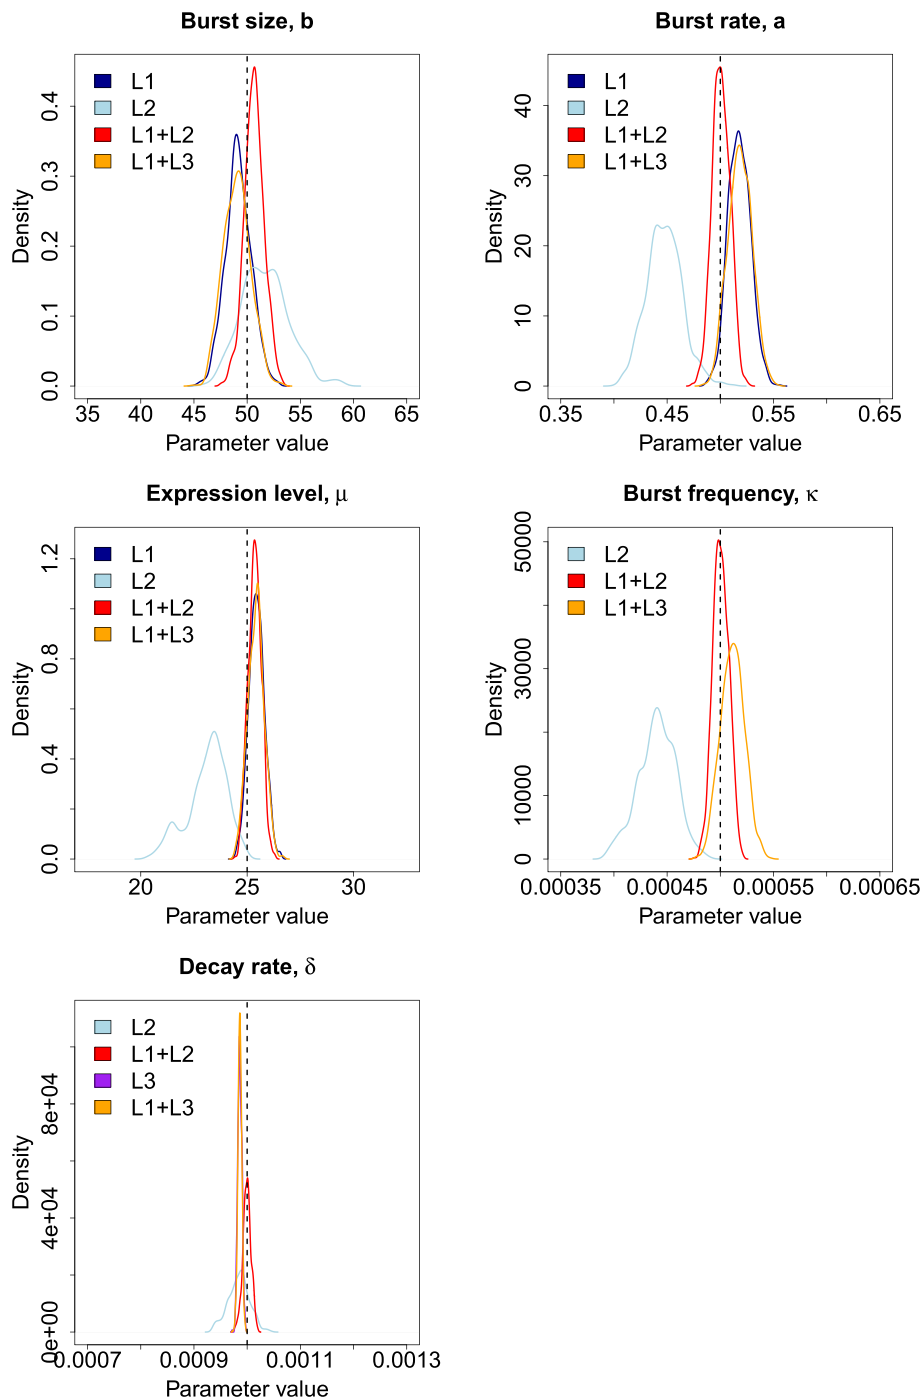 Burst size, b
L1
L2
L1+L2
L1+L3
Density
0.0 0.1 0.2 0.3 0.4
35 40 45 50 55 60 65
Parameter value
Burst rate, a
L1
L2
L1+L2
L1+L3
Density
0 10 20 30 40
0.35 0.45 0.55 0.65
Parameter value
Expression level, μ
L1
L2
L1+L2
L1+L3
Density
0.0 0.4 0.8 1.2
20 25 30
Parameter value
Burst frequency, κ
L2
L1+L2
L1+L3
Density
0 10000 30000 50000
0.00035 0.00045 0.00055 0.00065
Parameter value
Decay rate, δ
L2
L1+L2
L3
L1+L3
Density
0e+00 4e+04 8e+04
0.0007 0.0009 0.0011 0.0013
Parameter value